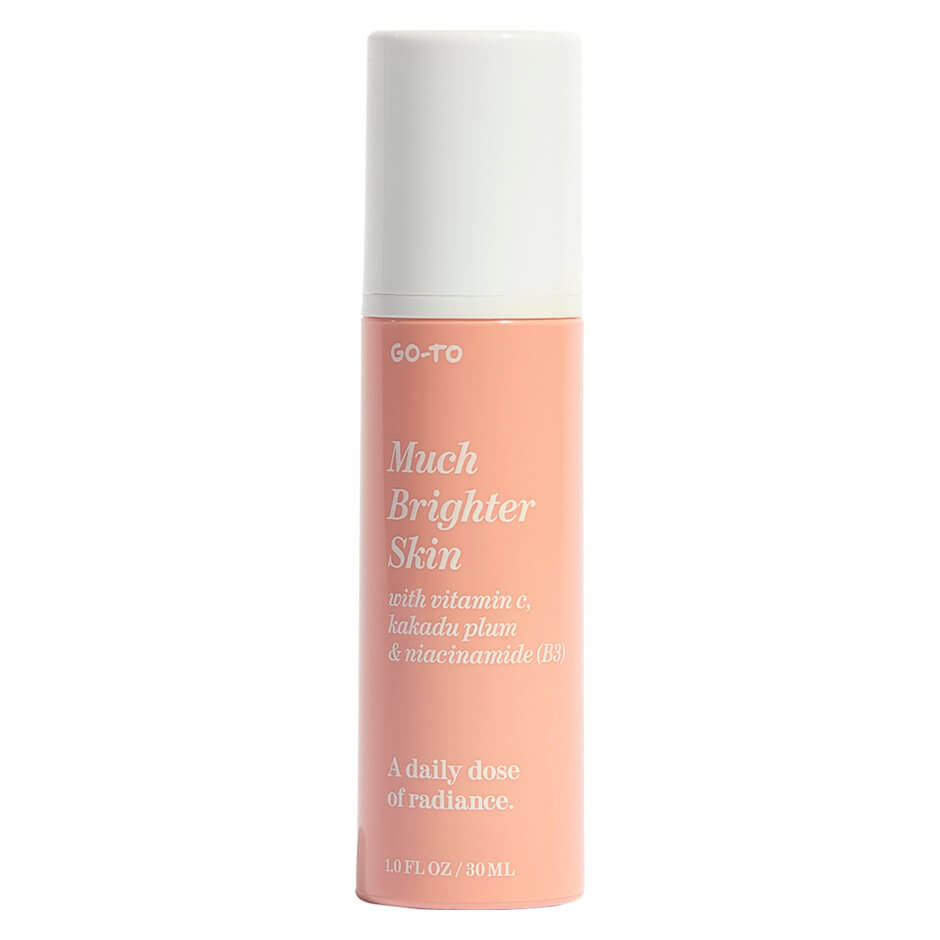 GO-TO
Much
Brighter
Skin
with vitamin c,
kakadu plum
& niacinamide (B3)
A daily dose
of radiance.
1.0 FL OZ / 30 ML